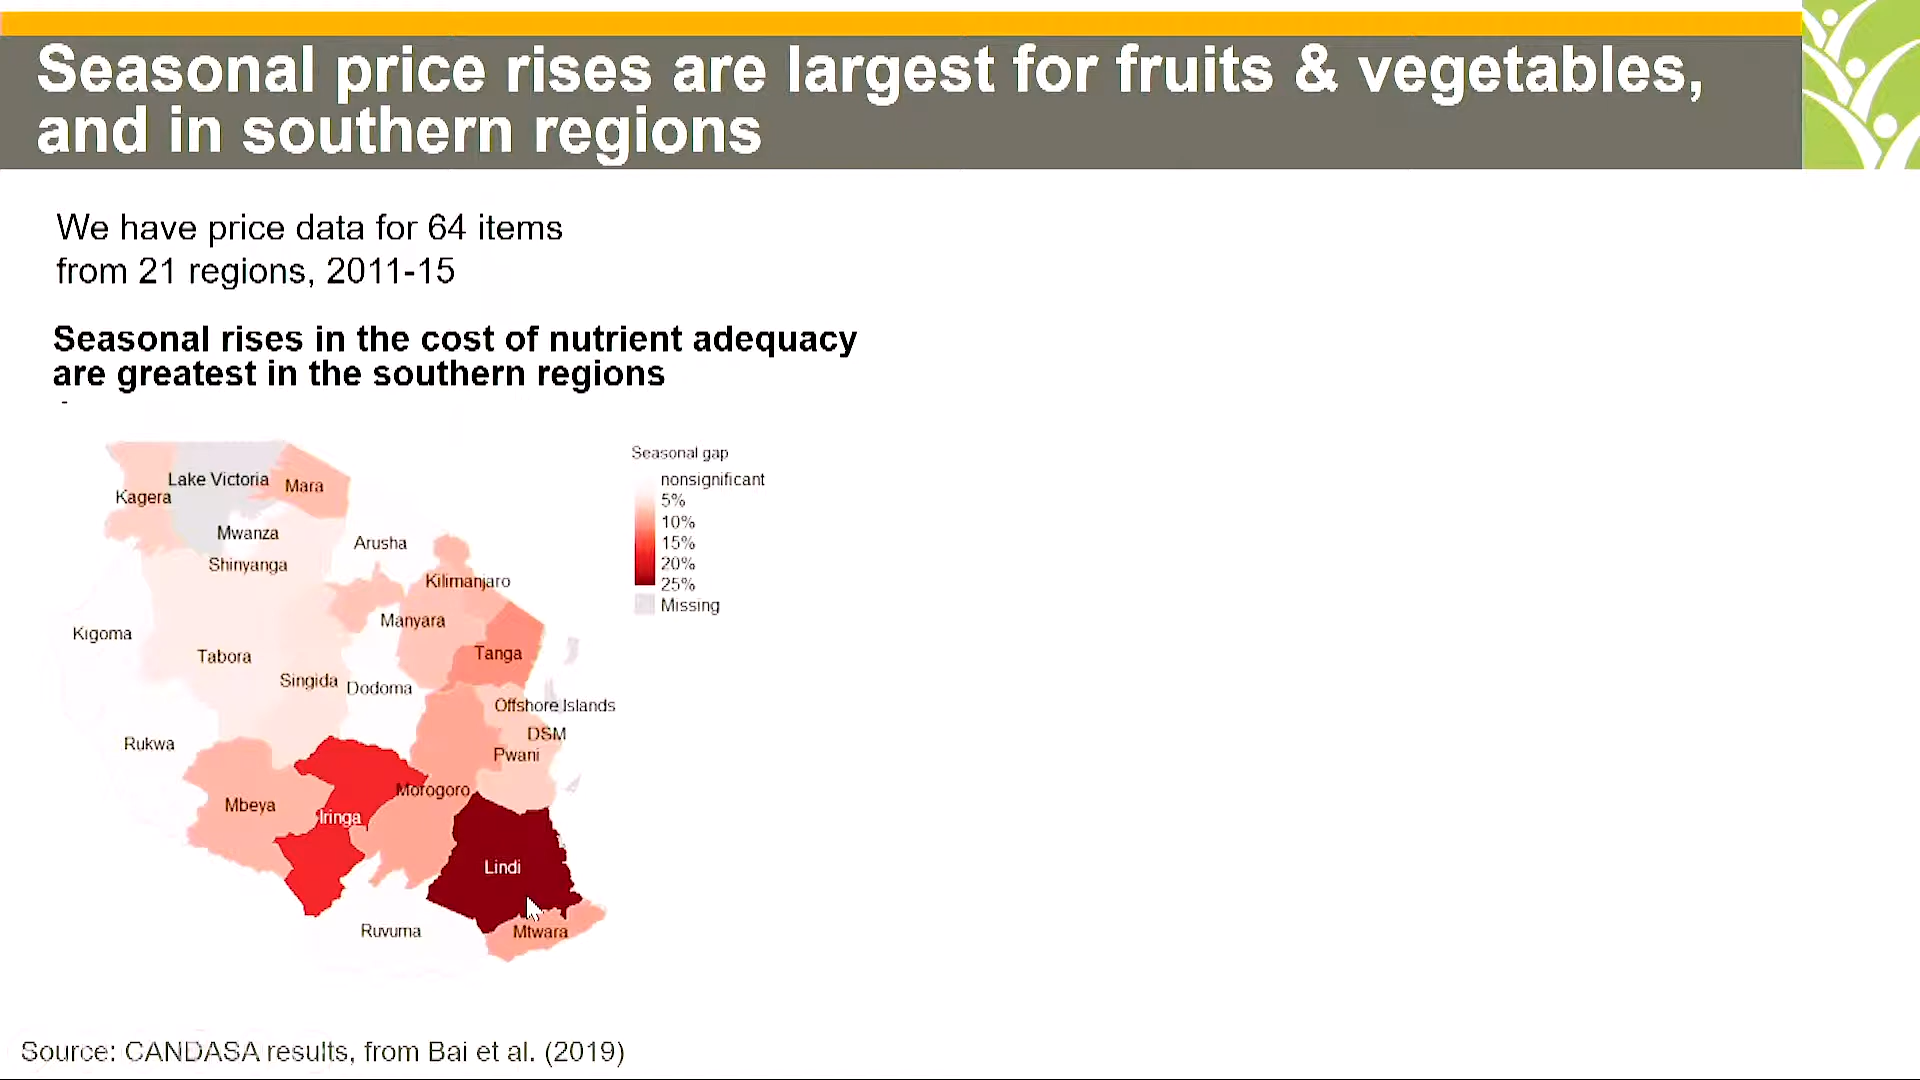 Seasonal price rises are largest for fruits & vegetables,
and in southern regions
We have price data for 64 items
from 21 regions, 2011-15
Seasonal rises in the cost of nutrient adequacy
are greatest in the southern regions
-
Seasonal gap
nonsignificant
5%
10%
15%
20%
25%
Missing
Lake Victoria
Mara
Kagera
Mwanza
Arusha
Shinyanga
Kilimanjaro
Manyara
Kigoma
Tabora
Tanga
Singida
Dodoma
Offshore Islands
DSM
Rukwa
Pwani
Morogoro
Mbeya
Iringa
Lindi
Ruvuma
Mtwara
Source: CANDASA results, from Bai et al. (2019)